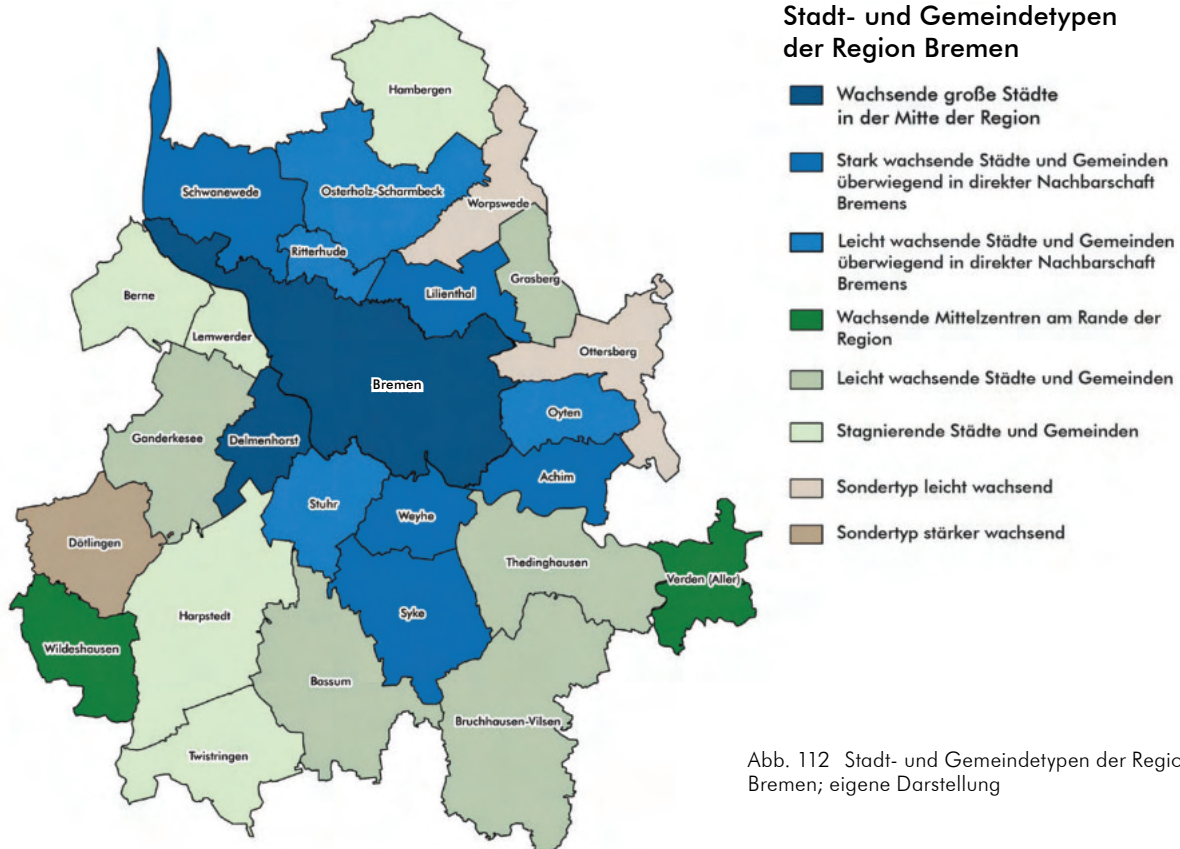 Stadt- und Gemeindetypen
der Region Bremen
Wachsende große Städte
in der Mitte der Region
Stark wachsende Städte und Gemeinden
überwiegend in direkter Nachbarschaft
Bremens
Leicht wachsende Städte und Gemeinden
überwiegend in direkter Nachbarschaft
Bremens
Wachsende Mittelzentren am Rande der
Region
Leicht wachsende Städte und Gemeinden
Stagnierende Städte und Gemeinden
Sondertyp leicht wachsend
Sondertyp stärker wachsend
Hambergen
Schwanewede
Osterholz-Scharmbeck
Worpswede
Ritterhude
Grasberg
Berne
Lilienthal
Lemwerder
Ottersberg
Bremen
Oyten
Ganderkesee
Delmenhorst
Achim
Stuhr
Weyhe
Dötlingen
Thedinghausen
Verden (Aller)
Harpstedt
Syke
Wildeshausen
Bassum
Bruchhausen-Vilsen
Twistringen
Abb. 112 Stadt- und Gemeindetypen der Regio
Bremen; eigene Darstellung